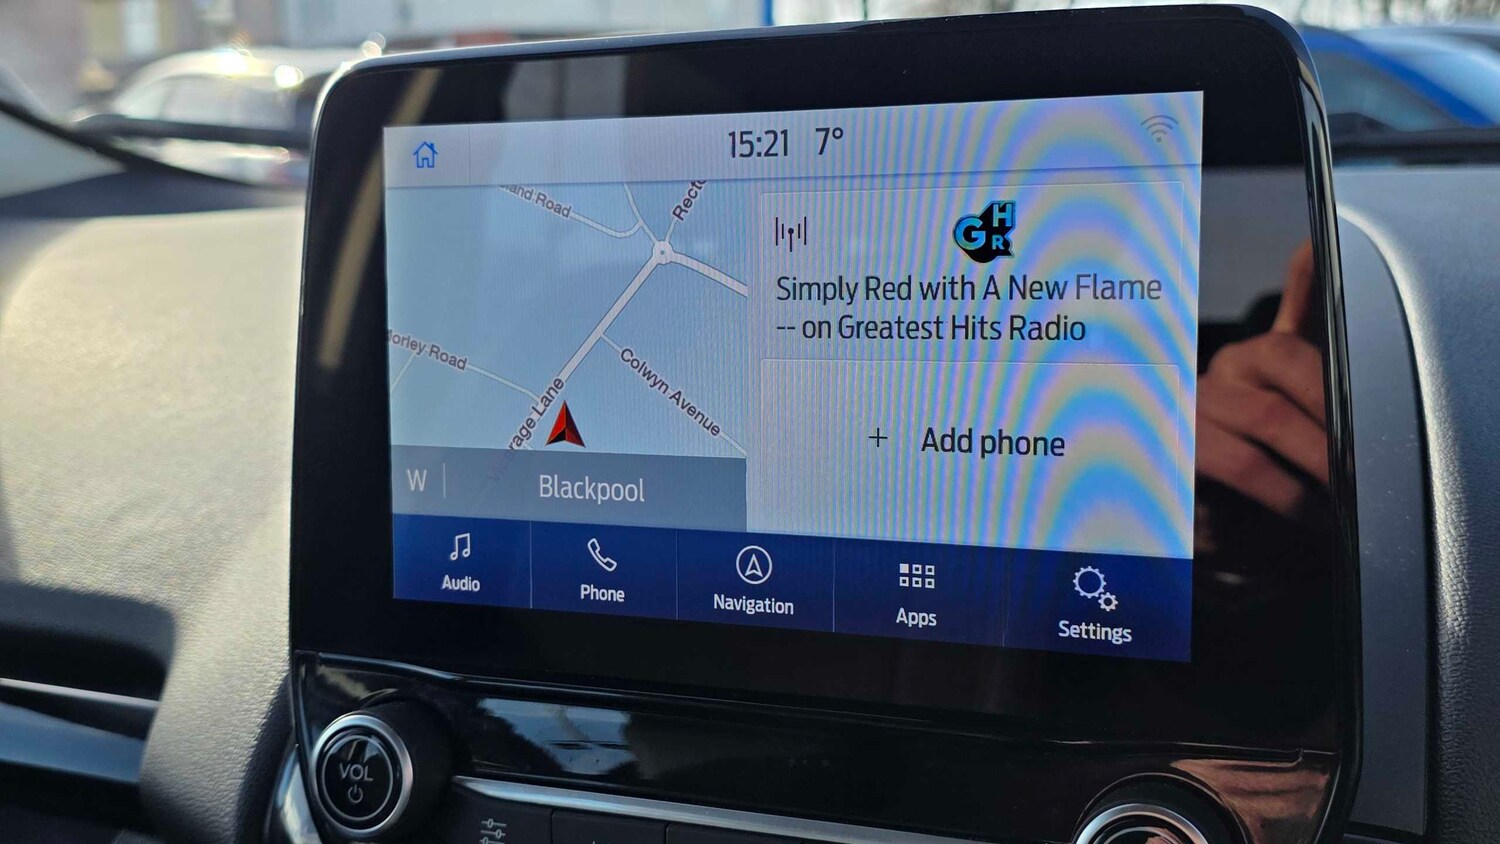 15:21 7°
Road
Road
Colwyn Avenue
Lane
W
Blackpool
GHR
Simply Red with A New Flame
-- on Greatest Hits Radio
+ Add phone
Audio
Phone
Navigation
Apps
Settings
VOL